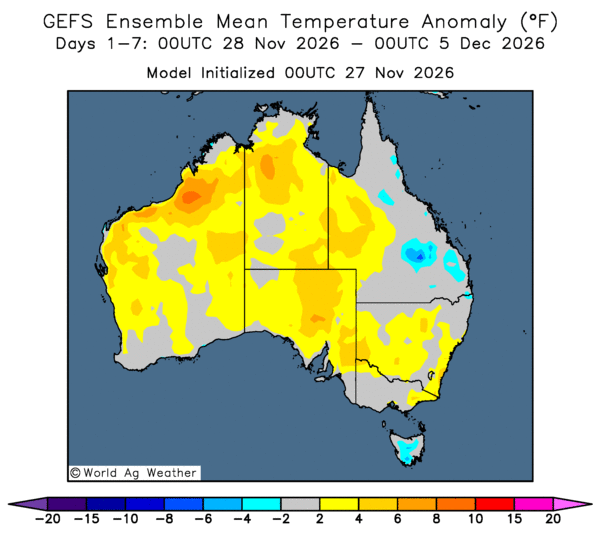 GEFS Ensemble Mean Temperature Anomaly (°F)
Days 1–7: 00UTC 28 Nov 2026 – 00UTC 5 Dec 2026
Model Initialized 00UTC 27 Nov 2026
© World Ag Weather
−20 −15 −10 −8 −6 −4 −2 2 4 6 8 10 15 20